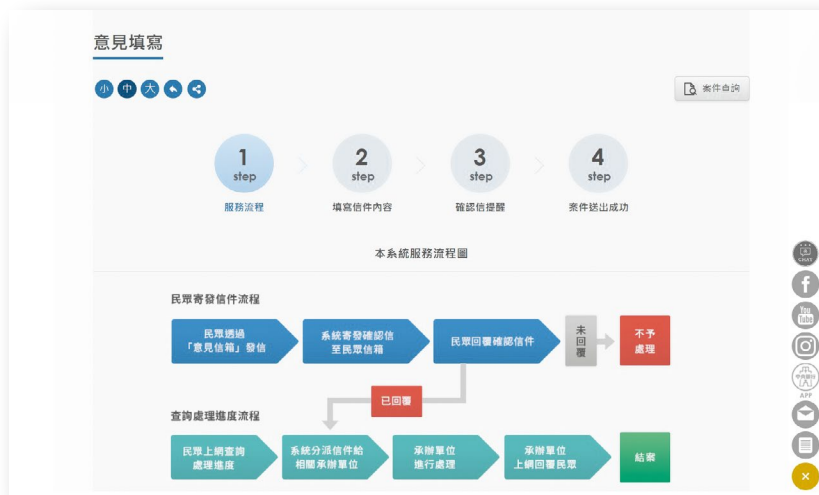 意見填寫
小 中 大
案件查詢
1
step
服務流程
2
step
填寫信件內容
3
step
確認信提醒
4
step
案件送出成功
本系統服務流程圖
民眾寄發信件流程
民眾透過
「意見信箱」發信
系統寄發確認信
至民眾信箱
民眾回覆確認信件
未
回
覆
不予
處理
已回覆
查詢處理進度流程
民眾上網查詢
處理進度
系統分派信件給
相關承辦單位
承辦單位
進行處理
承辦單位
上網回覆民眾
結案
CHAT
You
Tube
APP